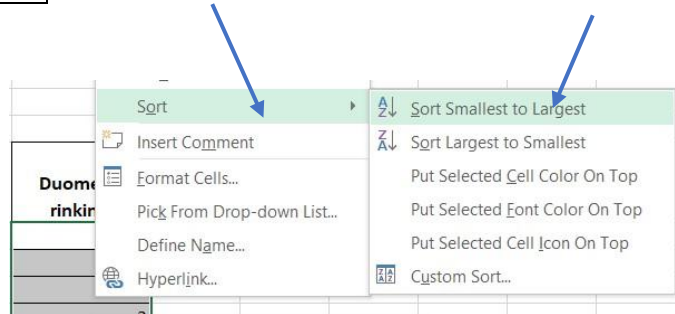 Sort
Insert Comment
Format Cells...
Pick From Drop-down List...
Define Name...
Hyperlink...
Sort Smallest to Largest
Sort Largest to Smallest
Put Selected Cell Color On Top
Put Selected Font Color On Top
Put Selected Cell Icon On Top
Custom Sort...